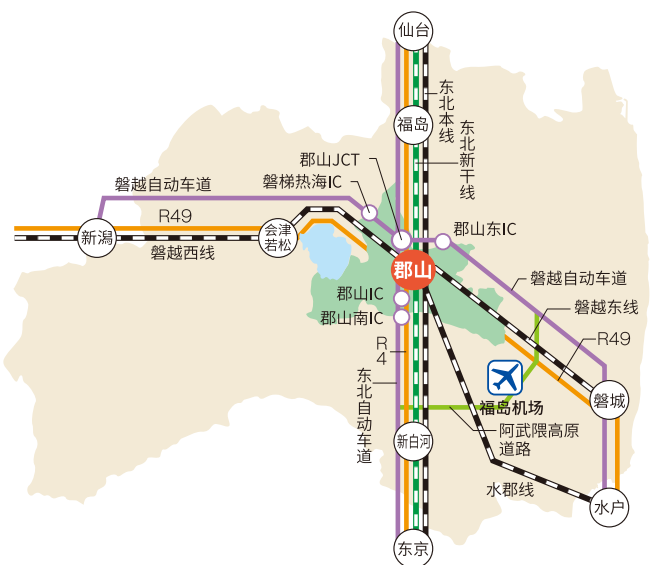 仙台
东北本线
福岛
东北新干线
郡山JCT
磐梯热海IC
磐越自动车道
R49
新潟
会津
若松
磐越西线
郡山东IC
郡山
磐越自动车道
郡山IC
郡山南IC
磐越东线
R49
R4
东北自动车道
福岛机场
磐城
阿武隈高原
道路
新白河
水郡线
水户
东京